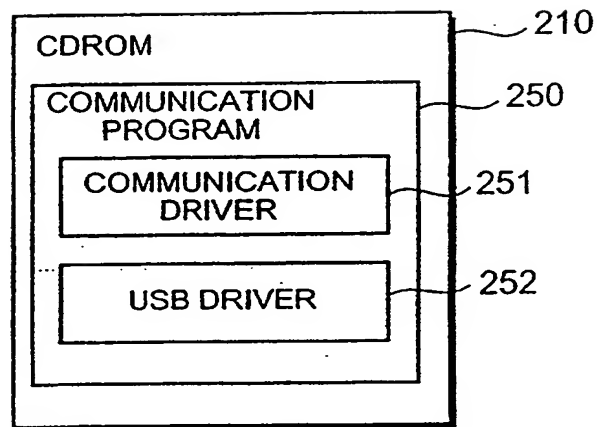 CDROM
210
COMMUNICATION
PROGRAM
250
COMMUNICATION
DRIVER
251
USB DRIVER
252